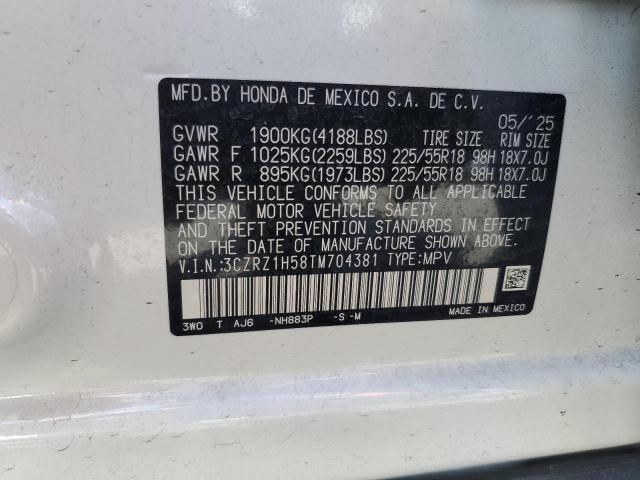 MFD.BY HONDA DE MEXICO S.A. DE C.V.
05/'25
GVWR 1900KG(4188LBS) TIRE SIZE RIM SIZE
GAWR F 1025KG(2259LBS) 225/55R18 98H 18X7.0J
GAWR R 895KG(1973LBS) 225/55R18 98H 18X7.0J
THIS VEHICLE CONFORMS TO ALL APPLICABLE
FEDERAL MOTOR VEHICLE SAFETY
AND THEFT PREVENTION STANDARDS IN EFFECT
ON THE DATE OF MANUFACTURE SHOWN ABOVE.
V.I.N.:3CZRZ1H58TM704381 TYPE:MPV
3W0 T AJ6 -NH883P -S -M MADE IN MEXICO